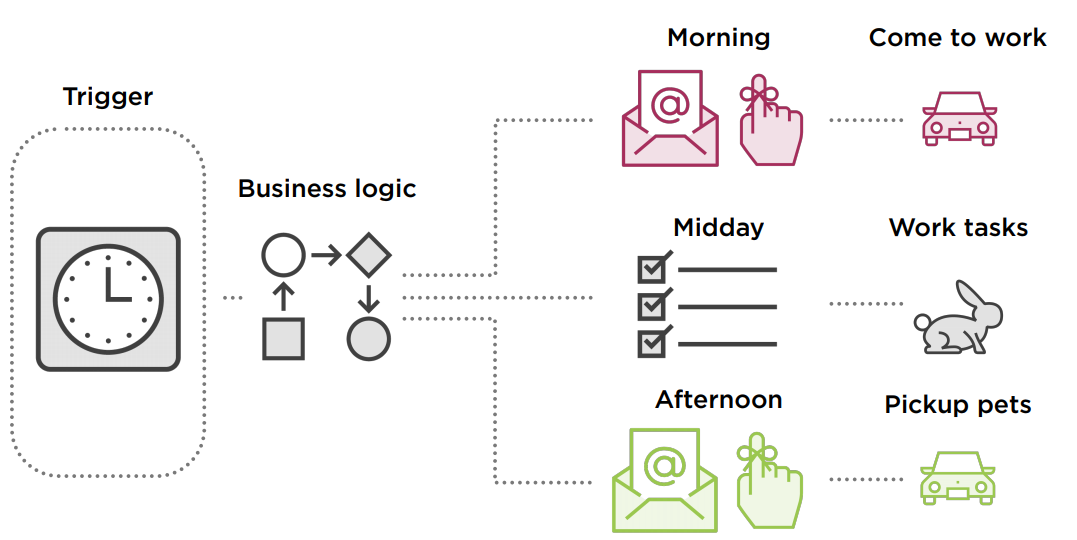 Trigger
Business logic
Morning
Come to work
@
Midday
Work tasks
Afternoon
Pickup pets
@